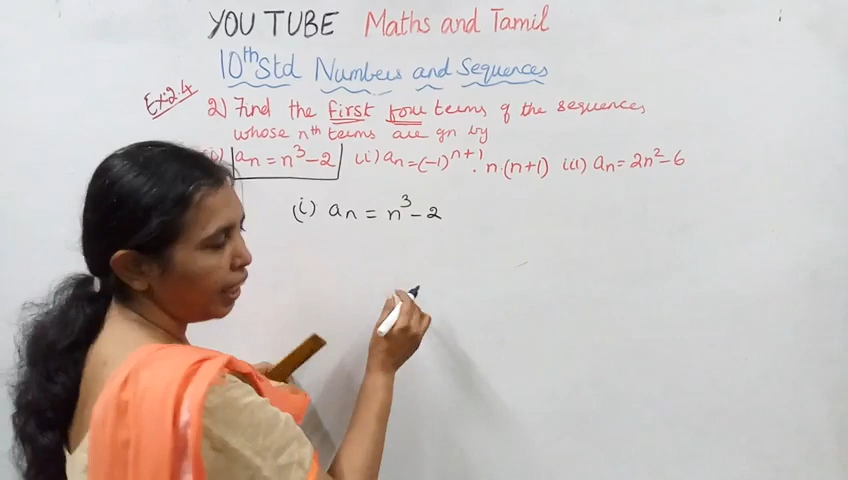 YOU TUBE Maths and Tamil
10th Std Numbers and Sequences
Ex:2.4
2) Find the first four terms of the sequences
whose nth terms are gn by
aₙ = n³ - 2 (ii) aₙ = (-1)ⁿ⁺¹ . n.(n+1) (iii) aₙ = 2n² - 6
(i) aₙ = n³ - 2